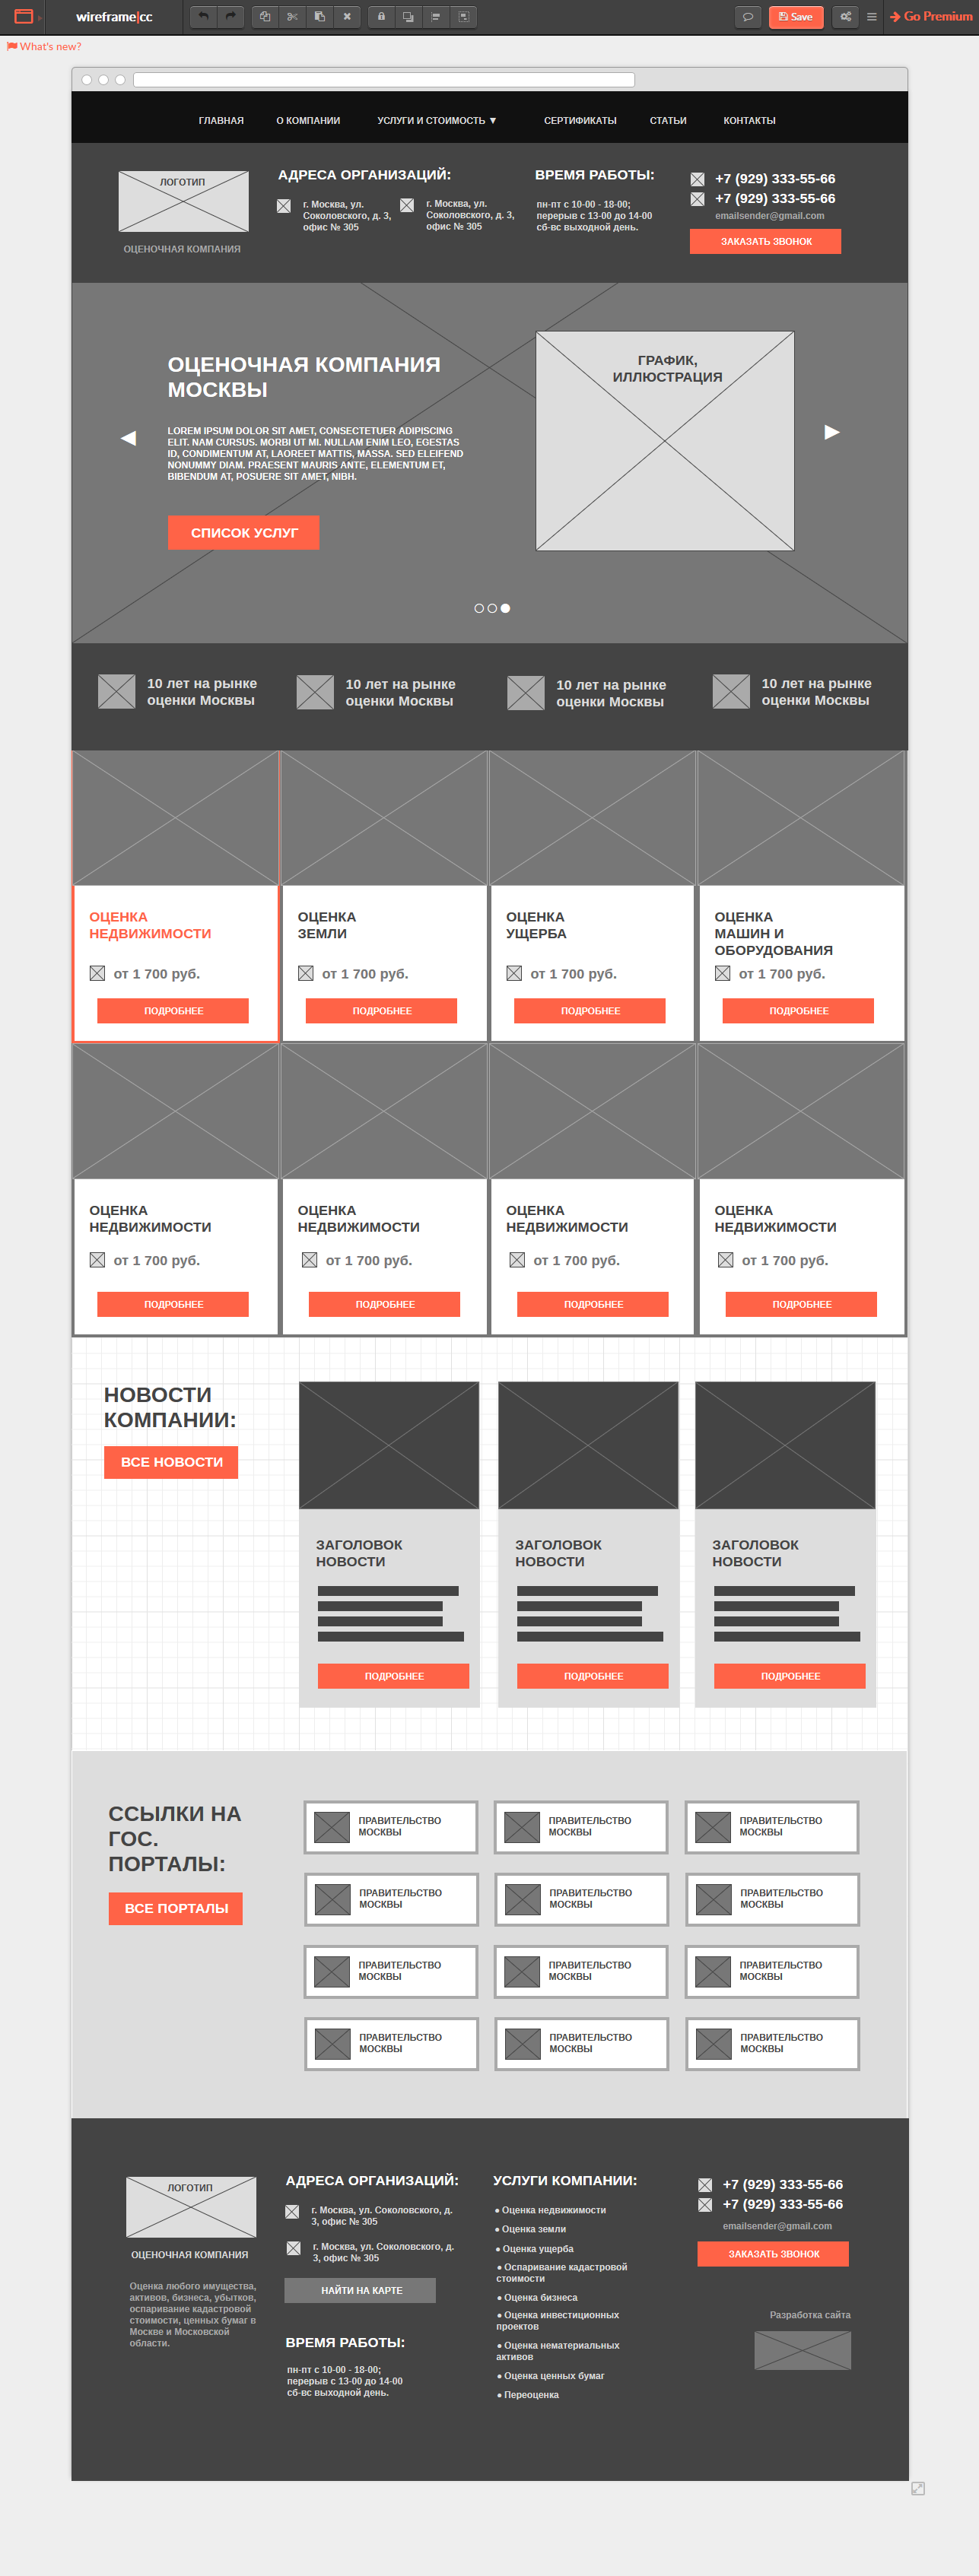 wireframe|cc
Save
Go Premium
What's new?
ГЛАВНАЯ
О КОМПАНИИ
УСЛУГИ И СТОИМОСТЬ ▼
СЕРТИФИКАТЫ
СТАТЬИ
КОНТАКТЫ
ЛОГОТИП
ОЦЕНОЧНАЯ КОМПАНИЯ
АДРЕСА ОРГАНИЗАЦИЙ:
г. Москва, ул.
Соколовского, д. 3,
офис № 305
г. Москва, ул.
Соколовского, д. 3,
офис № 305
ВРЕМЯ РАБОТЫ:
пн-пт с 10-00 - 18-00;
перерыв с 13-00 до 14-00
сб-вс выходной день.
+7 (929) 333-55-66
+7 (929) 333-55-66
emailsender@gmail.com
ЗАКАЗАТЬ ЗВОНОК
ОЦЕНОЧНАЯ КОМПАНИЯ
МОСКВЫ
LOREM IPSUM DOLOR SIT AMET, CONSECTETUER ADIPISCING
ELIT. NAM CURSUS. MORBI UT MI. NULLAM ENIM LEO, EGESTAS
ID, CONDIMENTUM AT, LAOREET MATTIS, MASSA. SED ELEIFEND
NONUMMY DIAM. PRAESENT MAURIS ANTE, ELEMENTUM ET,
BIBENDUM AT, POSUERE SIT AMET, NIBH.
СПИСОК УСЛУГ
ГРАФИК,
ИЛЛЮСТРАЦИЯ
10 лет на рынке
оценки Москвы
10 лет на рынке
оценки Москвы
10 лет на рынке
оценки Москвы
10 лет на рынке
оценки Москвы
ОЦЕНКА
НЕДВИЖИМОСТИ
от 1 700 руб.
ПОДРОБНЕЕ
ОЦЕНКА
ЗЕМЛИ
от 1 700 руб.
ПОДРОБНЕЕ
ОЦЕНКА
УЩЕРБА
от 1 700 руб.
ПОДРОБНЕЕ
ОЦЕНКА
МАШИН И
ОБОРУДОВАНИЯ
от 1 700 руб.
ПОДРОБНЕЕ
ОЦЕНКА
НЕДВИЖИМОСТИ
от 1 700 руб.
ПОДРОБНЕЕ
ОЦЕНКА
НЕДВИЖИМОСТИ
от 1 700 руб.
ПОДРОБНЕЕ
ОЦЕНКА
НЕДВИЖИМОСТИ
от 1 700 руб.
ПОДРОБНЕЕ
ОЦЕНКА
НЕДВИЖИМОСТИ
от 1 700 руб.
ПОДРОБНЕЕ
НОВОСТИ
КОМПАНИИ:
ВСЕ НОВОСТИ
ЗАГОЛОВОК
НОВОСТИ
ПОДРОБНЕЕ
ЗАГОЛОВОК
НОВОСТИ
ПОДРОБНЕЕ
ЗАГОЛОВОК
НОВОСТИ
ПОДРОБНЕЕ
ССЫЛКИ НА
ГОС.
ПОРТАЛЫ:
ВСЕ ПОРТАЛЫ
ПРАВИТЕЛЬСТВО
МОСКВЫ
ПРАВИТЕЛЬСТВО
МОСКВЫ
ПРАВИТЕЛЬСТВО
МОСКВЫ
ПРАВИТЕЛЬСТВО
МОСКВЫ
ПРАВИТЕЛЬСТВО
МОСКВЫ
ПРАВИТЕЛЬСТВО
МОСКВЫ
ПРАВИТЕЛЬСТВО
МОСКВЫ
ПРАВИТЕЛЬСТВО
МОСКВЫ
ПРАВИТЕЛЬСТВО
МОСКВЫ
ПРАВИТЕЛЬСТВО
МОСКВЫ
ПРАВИТЕЛЬСТВО
МОСКВЫ
ПРАВИТЕЛЬСТВО
МОСКВЫ
ЛОГОТИП
ОЦЕНОЧНАЯ КОМПАНИЯ
Оценка любого имущества,
активов, бизнеса, убытков,
оспаривание кадастровой
стоимости, ценных бумаг в
Москве и Московской
области.
АДРЕСА ОРГАНИЗАЦИЙ:
г. Москва, ул. Соколовского, д.
3, офис № 305
г. Москва, ул. Соколовского, д.
3, офис № 305
НАЙТИ НА КАРТЕ
ВРЕМЯ РАБОТЫ:
пн-пт с 10-00 - 18-00;
перерыв с 13-00 до 14-00
сб-вс выходной день.
УСЛУГИ КОМПАНИИ:
● Оценка недвижимости
● Оценка земли
● Оценка ущерба
● Оспаривание кадастровой
стоимости
● Оценка бизнеса
● Оценка инвестиционных
проектов
● Оценка нематериальных
активов
● Оценка ценных бумаг
● Переоценка
+7 (929) 333-55-66
+7 (929) 333-55-66
emailsender@gmail.com
ЗАКАЗАТЬ ЗВОНОК
Разработка сайта